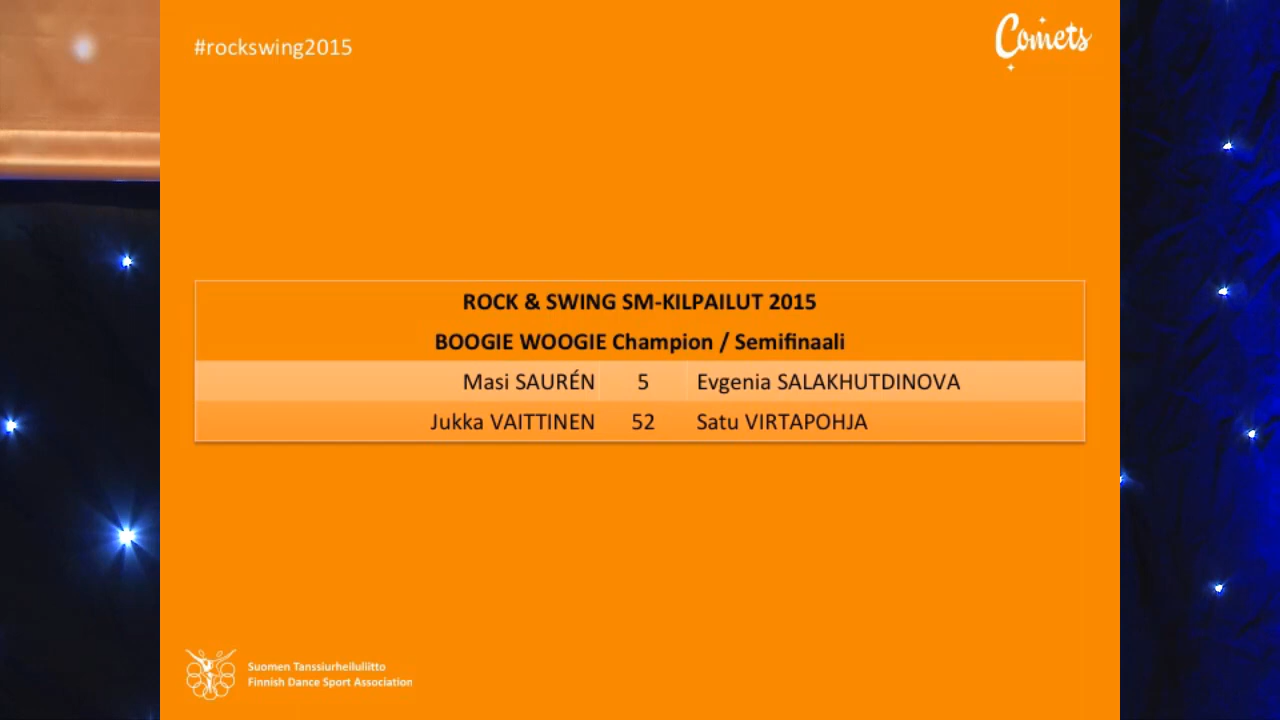 #rockswing2015
Comets
ROCK & SWING SM-KILPAILUT 2015
BOOGIE WOOGIE Champion / Semifinaali
Masi SAURÉN 5 Evgenia SALAKHUTDINOVA
Jukka VAITTINEN 52 Satu VIRTAPOHJA
Suomen Tanssiurheiluliitto
Finnish Dance Sport Association